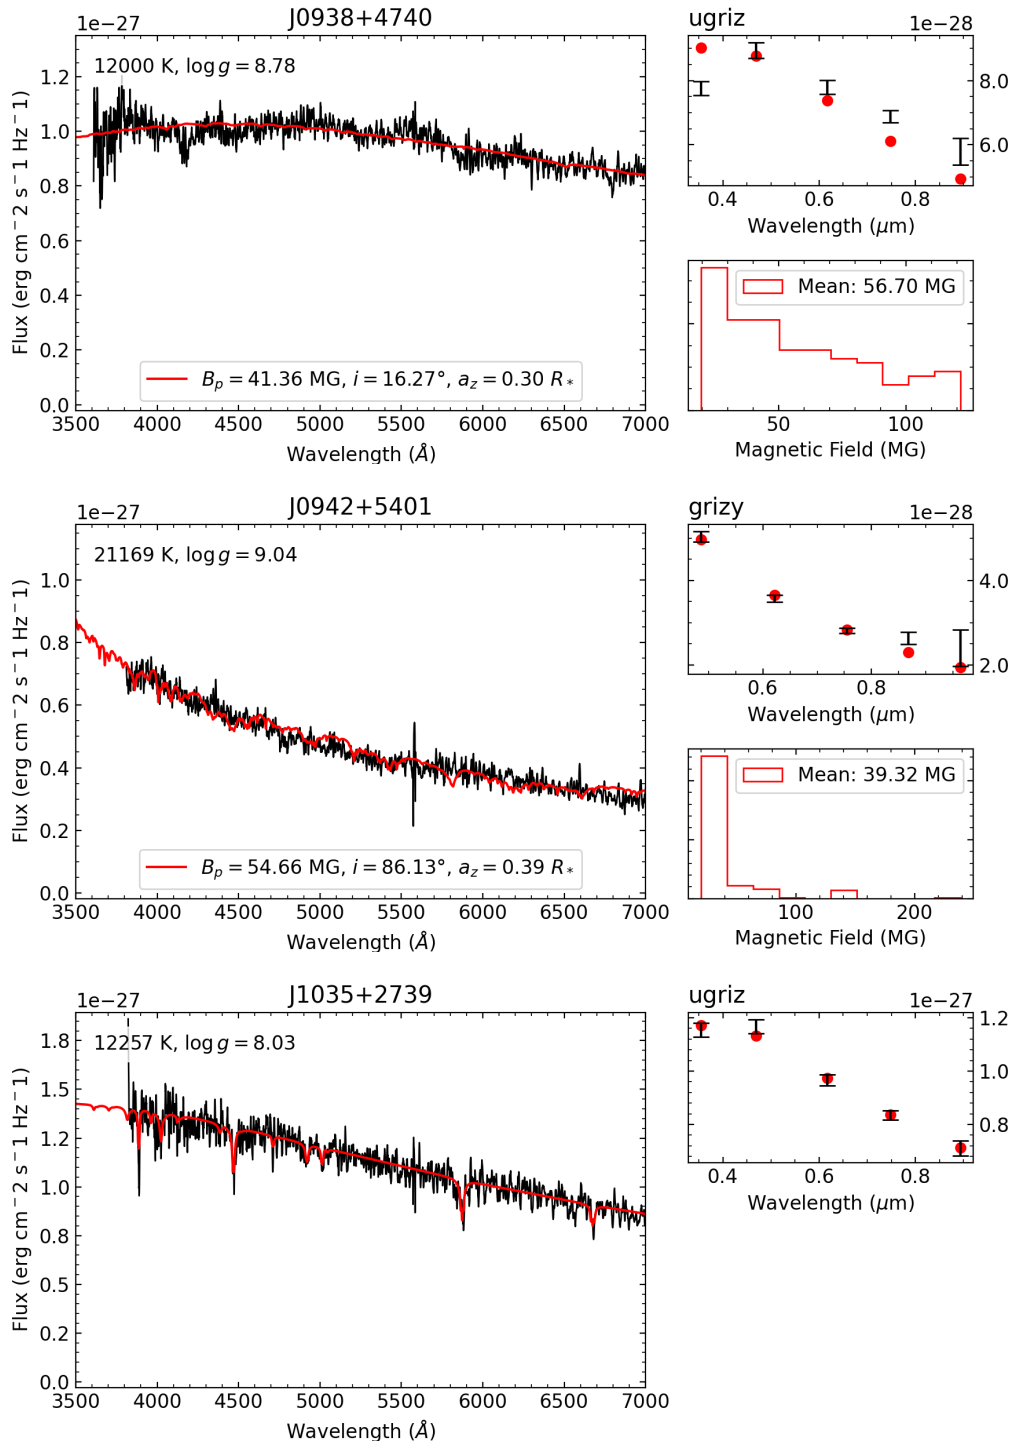 J0938+4740
1e−27
12000 K, log g = 8.78
1.2
1.0
0.8
0.6
0.4
0.2
0.0
Flux (erg cm−2 s−1 Hz−1)
B_p = 41.36 MG, i = 16.27°, a_z = 0.30 R_*
3500 4000 4500 5000 5500 6000 6500 7000
Wavelength (Å)
ugriz
1e−28
8.0
6.0
0.4 0.6 0.8
Wavelength (μm)
Mean: 56.70 MG
50 100
Magnetic Field (MG)
J0942+5401
1e−27
21169 K, log g = 9.04
1.0
0.8
0.6
0.4
0.2
0.0
Flux (erg cm−2 s−1 Hz−1)
B_p = 54.66 MG, i = 86.13°, a_z = 0.39 R_*
3500 4000 4500 5000 5500 6000 6500 7000
Wavelength (Å)
grizy
1e−28
4.0
2.0
0.6 0.8
Wavelength (μm)
Mean: 39.32 MG
100 200
Magnetic Field (MG)
J1035+2739
1e−27
12257 K, log g = 8.03
1.8
1.5
1.2
1.0
0.8
0.5
0.2
0.0
Flux (erg cm−2 s−1 Hz−1)
3500 4000 4500 5000 5500 6000 6500 7000
Wavelength (Å)
ugriz
1e−27
1.2
1.0
0.8
0.4 0.6 0.8
Wavelength (μm)